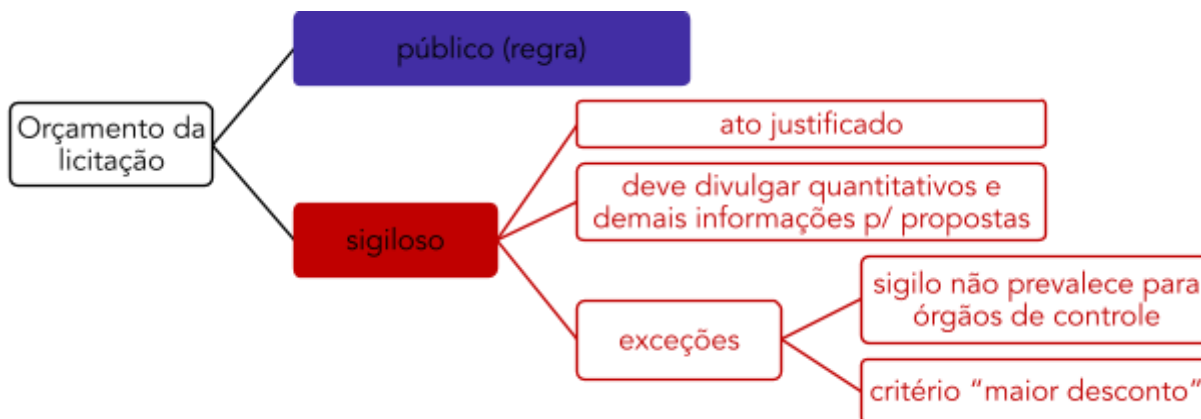 Orçamento da
licitação
público (regra)
sigiloso
ato justificado
deve divulgar quantitativos e
demais informações p/ propostas
exceções
sigilo não prevalece para
órgãos de controle
critério “maior desconto”